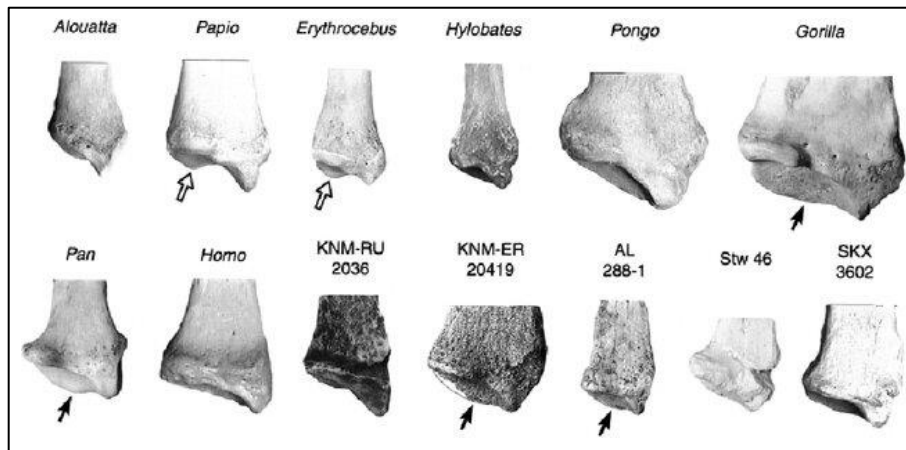 Alouatta Papio Erythrocebus Hylobates Pongo Gorilla
Pan Homo KNM-RU KNM-ER AL Stw 46 SKX
2036 20419 288-1 3602